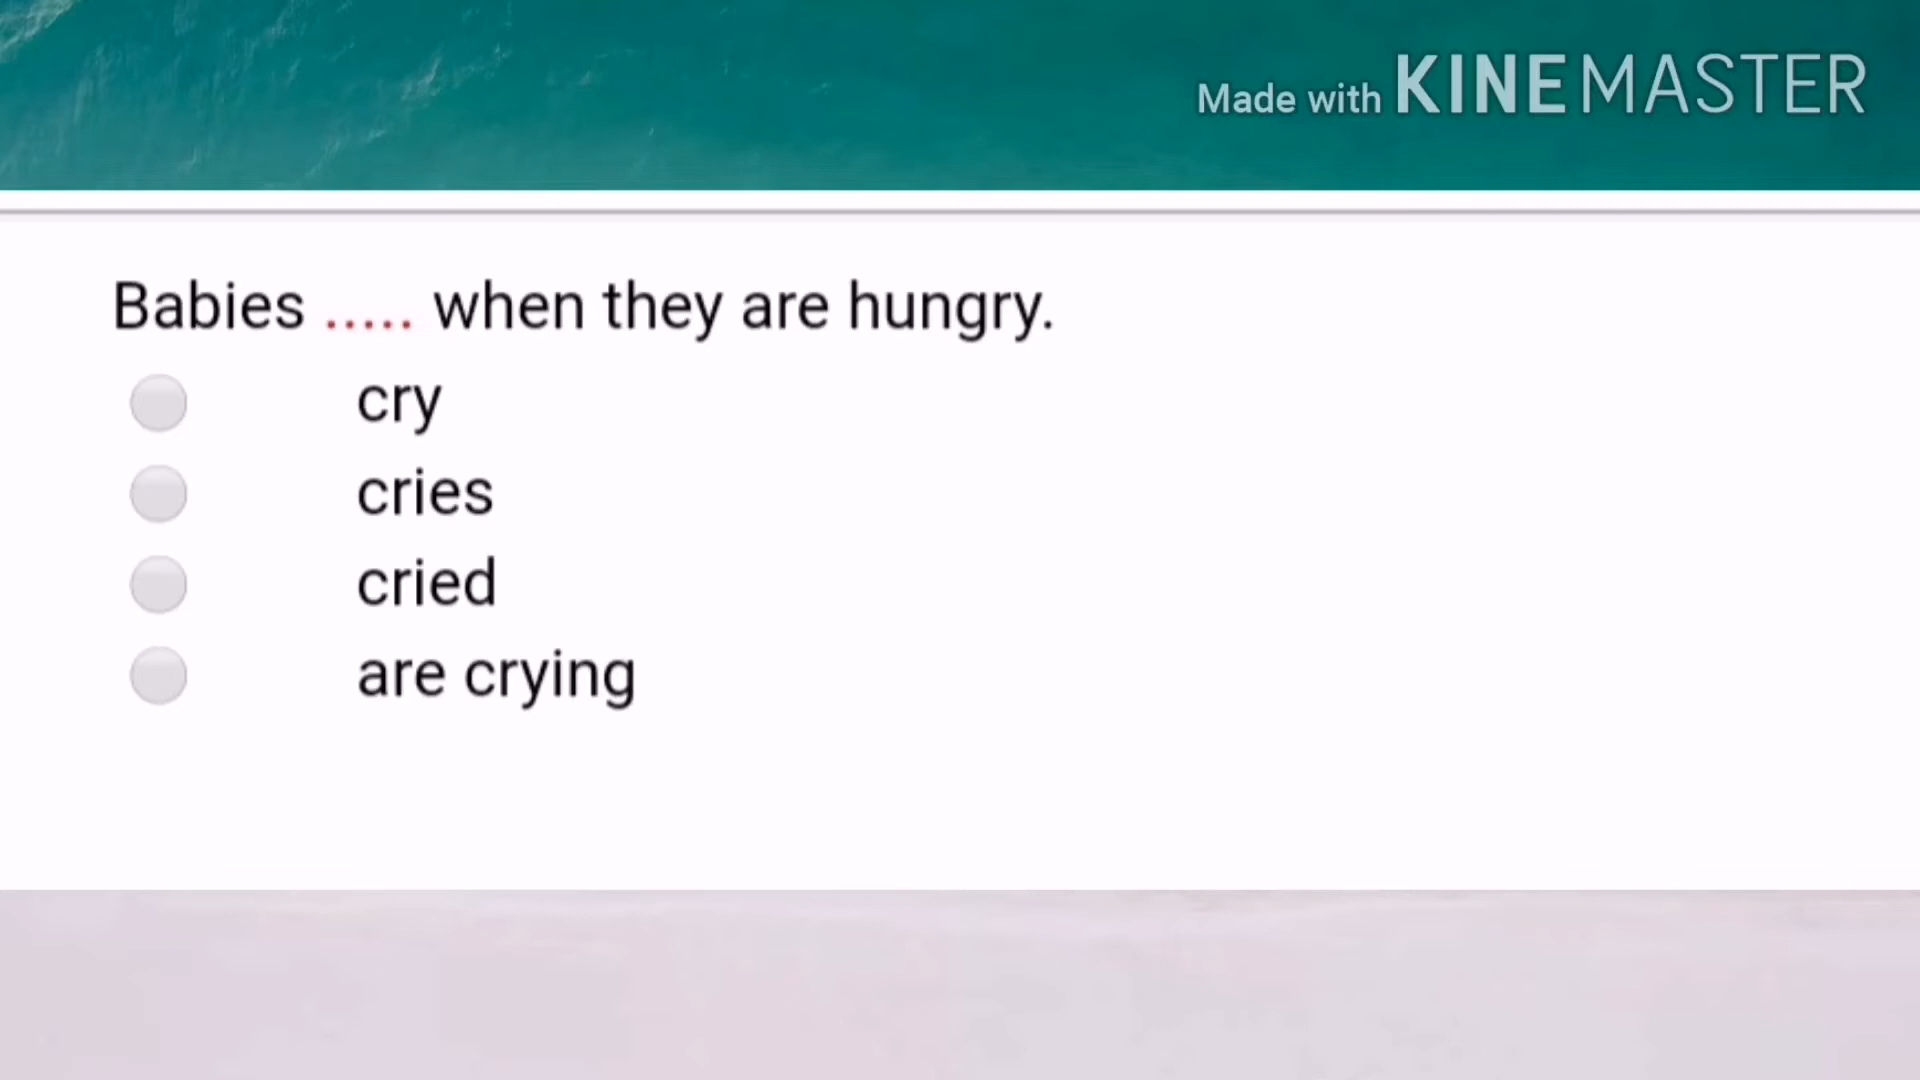 Made with KINEMASTER
Babies ..... when they are hungry.
cry
cries
cried
are crying